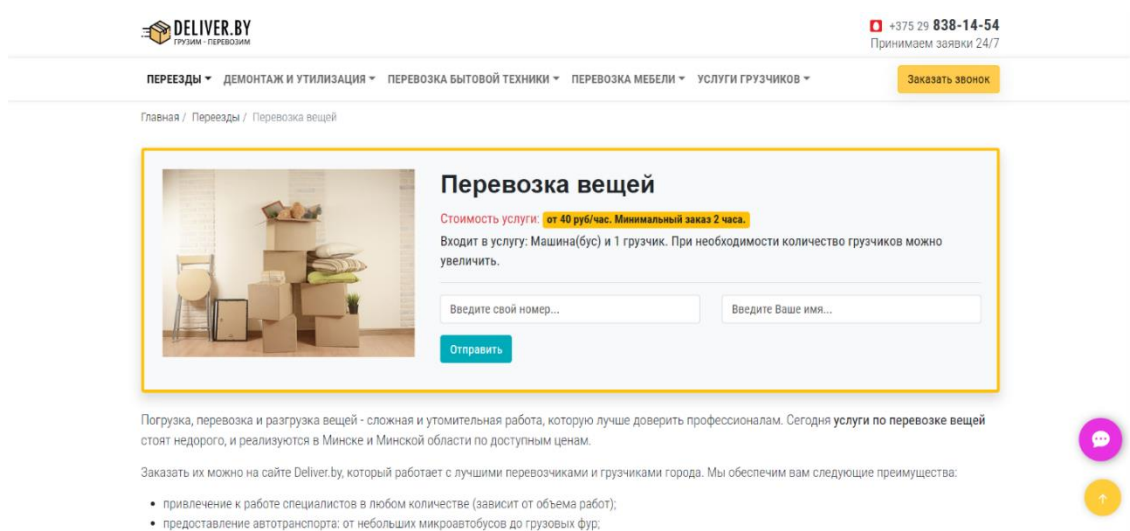 DELIVER.BY
ГРУЗИМ - ПЕРЕВОЗИМ
+375 29 838-14-54
Принимаем заявки 24/7
ПЕРЕЕЗДЫ ДЕМОНТАЖ И УТИЛИЗАЦИЯ ПЕРЕВОЗКА БЫТОВОЙ ТЕХНИКИ ПЕРЕВОЗКА МЕБЕЛИ УСЛУГИ ГРУЗЧИКОВ Заказать звонок
Главная / Переезды / Перевозка вещей
Перевозка вещей
Стоимость услуги: от 40 руб/час. Минимальный заказ 2 часа.
Входит в услугу: Машина(бус) и 1 грузчик. При необходимости количество грузчиков можно
увеличить.
Введите свой номер... Введите Ваше имя...
Отправить
Погрузка, перевозка и разгрузка вещей - сложная и утомительная работа, которую лучше доверить профессионалам. Сегодня услуги по перевозке вещей
стоят недорого, и реализуются в Минске и Минской области по доступным ценам.
Заказать их можно на сайте Deliver.by, который работает с лучшими перевозчиками и грузчиками города. Мы обеспечим вам следующие преимущества:
• привлечение к работе специалистов в любом количестве (зависит от объема работ);
• предоставление автотранспорта: от небольших микроавтобусов до грузовых фур;